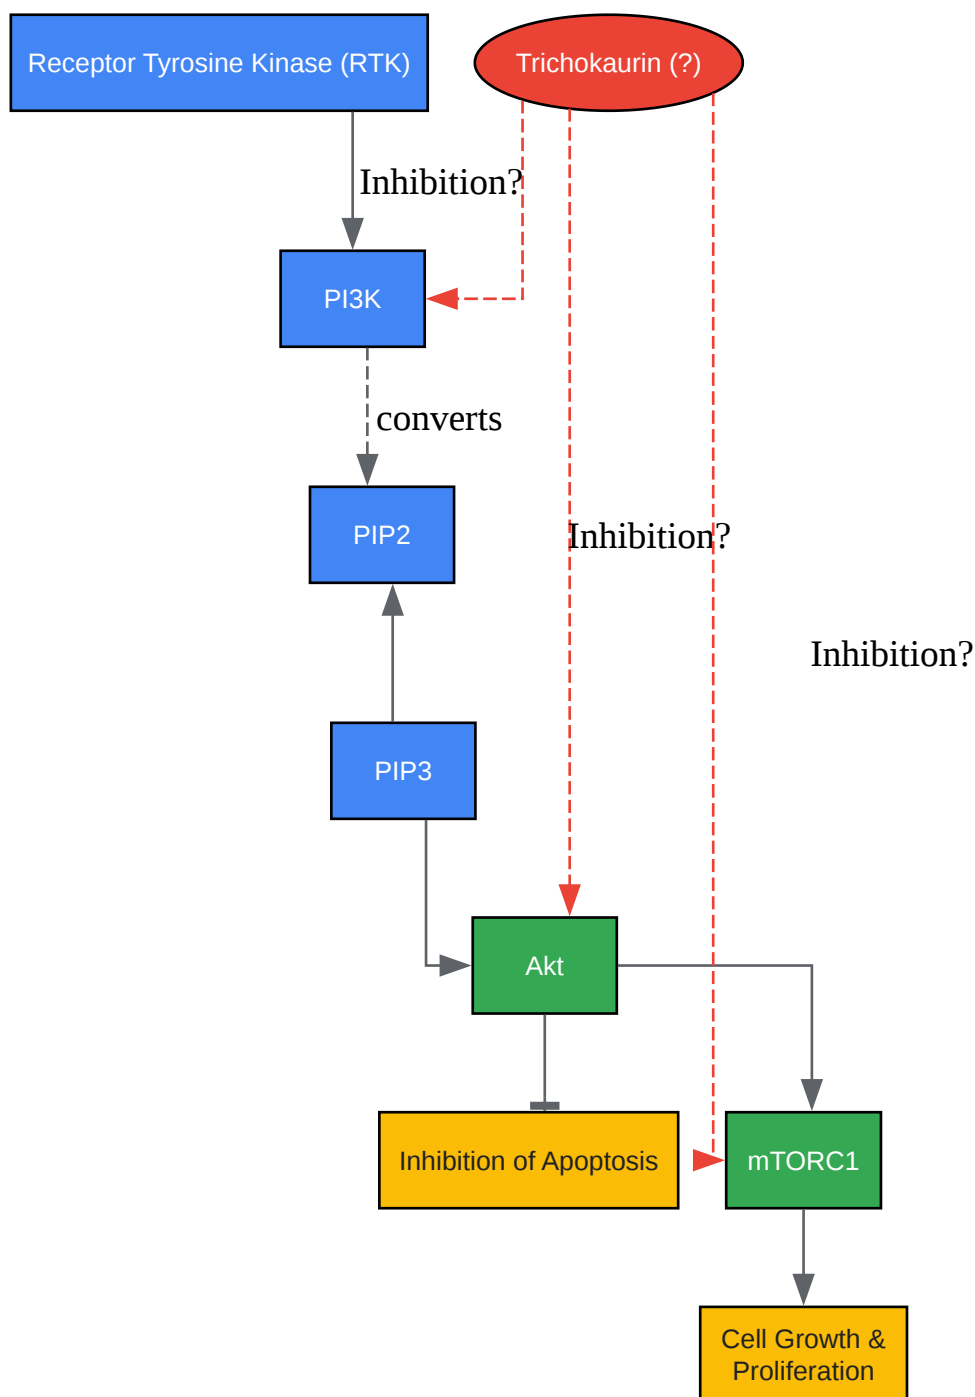 Receptor Tyrosine Kinase (RTK)
Trichokaurin (?)
Inhibition?
PI3K
converts
PIP2
Inhibition?
Inhibition?
PIP3
Akt
Inhibition of Apoptosis
mTORC1
Cell Growth &
Proliferation